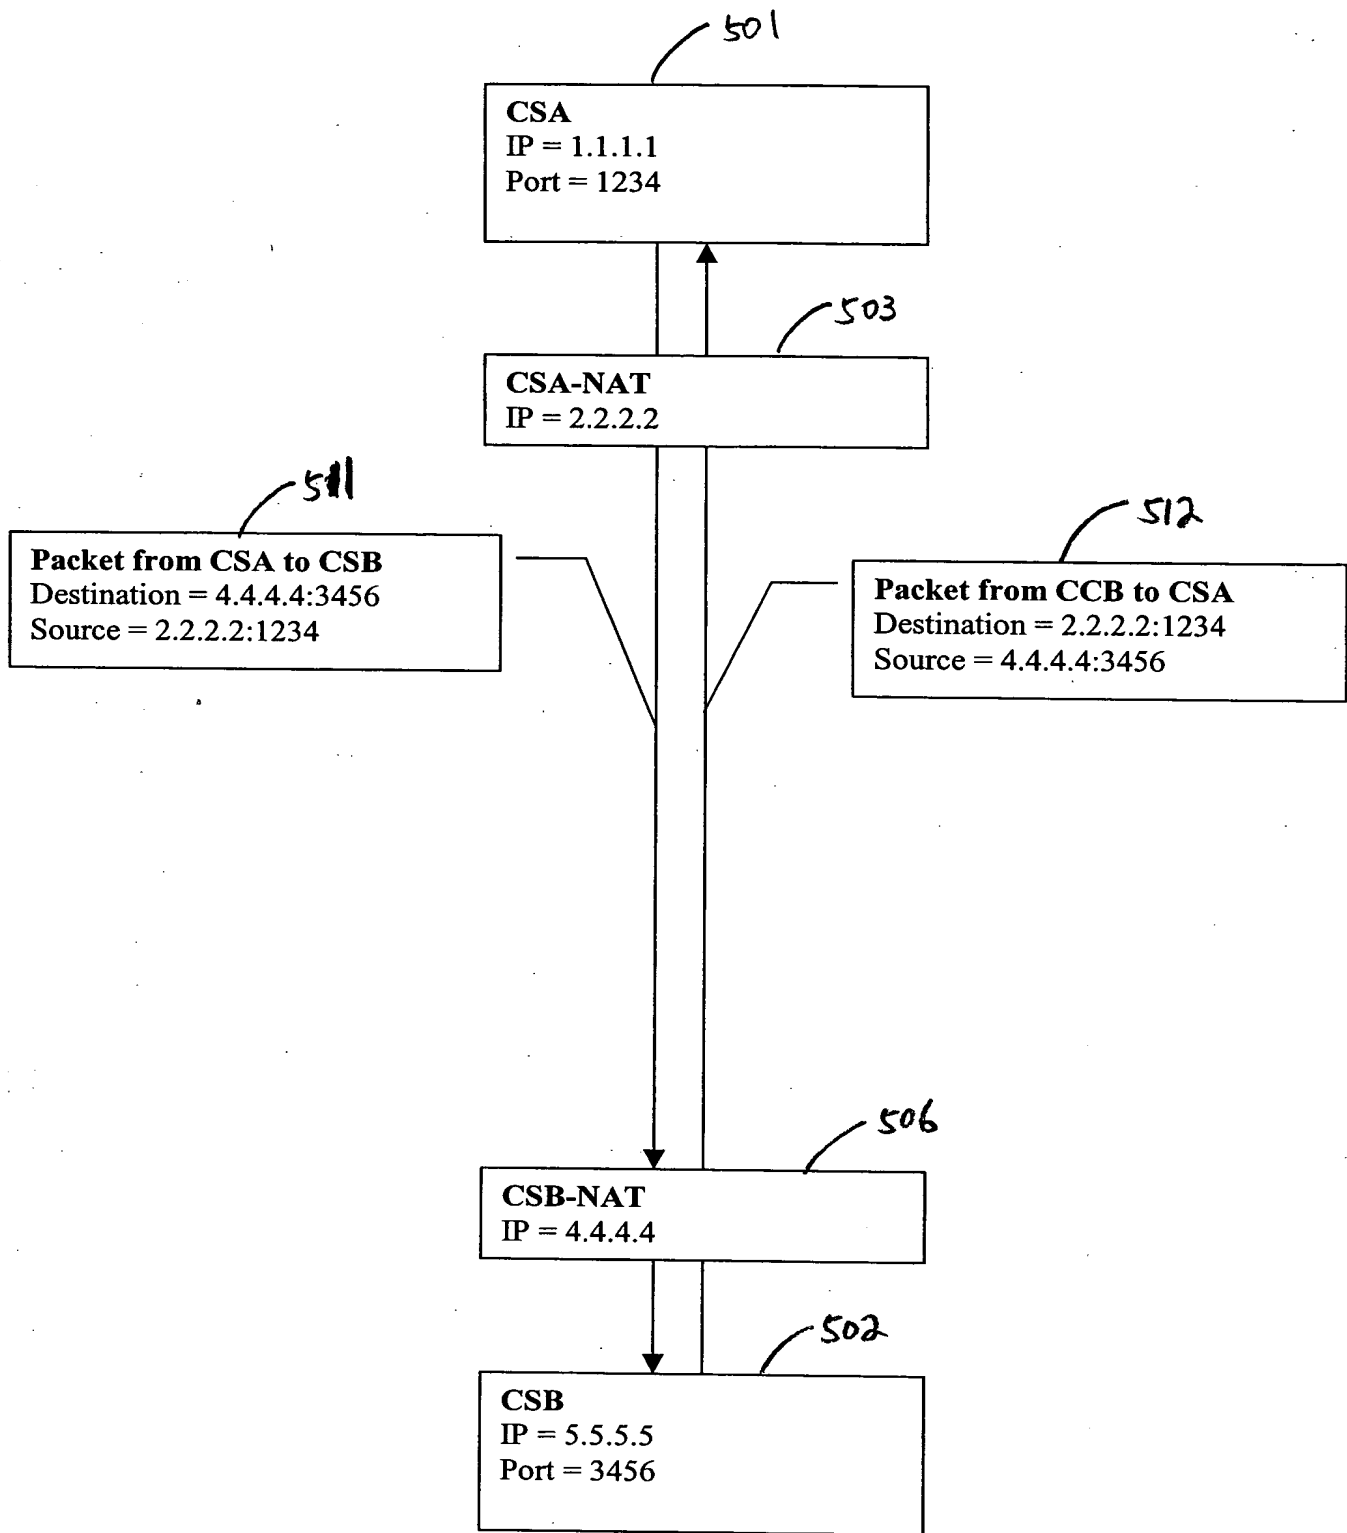 501
CSA
IP = 1.1.1.1
Port = 1234
503
CSA-NAT
IP = 2.2.2.2
511
Packet from CSA to CSB
Destination = 4.4.4.4:3456
Source = 2.2.2.2:1234
512
Packet from CCB to CSA
Destination = 2.2.2.2:1234
Source = 4.4.4.4:3456
506
CSB-NAT
IP = 4.4.4.4
502
CSB
IP = 5.5.5.5
Port = 3456